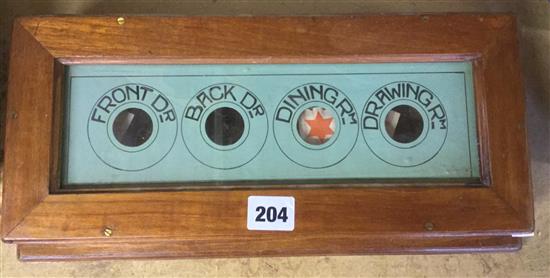 FRONT DR
BACK DR
DINING RM
DRAWING RM
204